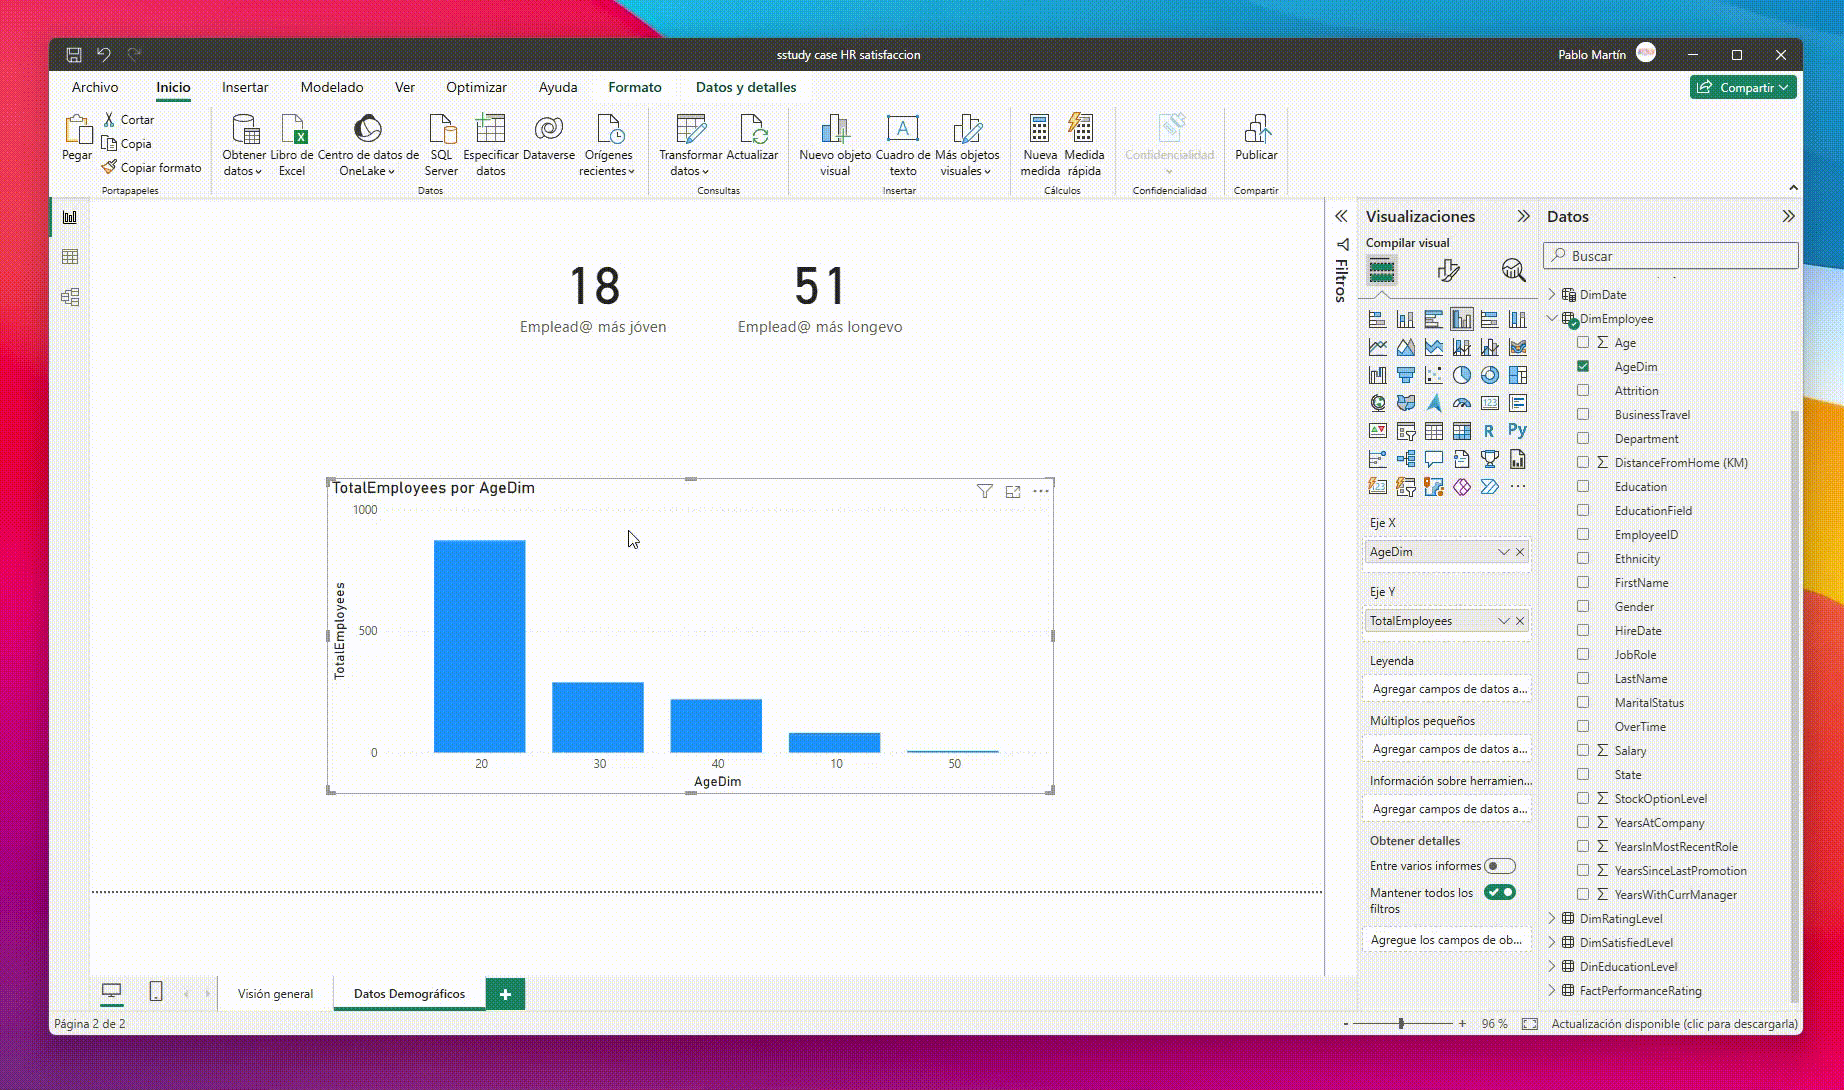 sstudy case HR satisfaccion
Pablo Martín
Archivo
Inicio
Insertar
Modelado
Ver
Optimizar
Ayuda
Formato
Datos y detalles
Compartir
Pegar
Cortar
Copia
Copiar formato
Portapapeles
Obtener datos
Libro de Excel
Centro de datos de OneLake
SQL Server
Especificar datos
Dataverse
Orígenes recientes
Datos
Transformar datos
Actualizar
Consultas
Nuevo objeto visual
Cuadro de texto
Más objetos visuales
Insertar
Nueva medida
Medida rápida
Cálculos
Confidencialidad
Confidencialidad
Publicar
Compartir
18
Emplead@ más jóven
51
Emplead@ más longevo
TotalEmployees por AgeDim
1000
500
0
TotalEmployees
20
30
40
10
50
AgeDim
Filtros
Visualizaciones
Compilar visual
R
Py
123
Eje X
AgeDim
Eje Y
TotalEmployees
Leyenda
Agregar campos de datos a...
Múltiplos pequeños
Agregar campos de datos a...
Información sobre herramien...
Agregar campos de datos a...
Obtener detalles
Entre varios informes
Mantener todos los
filtros
Agregue los campos de ob...
Datos
Buscar
DimDate
DimEmployee
Age
AgeDim
Attrition
BusinessTravel
Department
DistanceFromHome (KM)
Education
EducationField
EmployeeID
Ethnicity
FirstName
Gender
HireDate
JobRole
LastName
MaritalStatus
OverTime
Salary
State
StockOptionLevel
YearsAtCompany
YearsInMostRecentRole
YearsSinceLastPromotion
YearsWithCurrManager
DimRatingLevel
DimSatisfiedLevel
DinEducationLevel
FactPerformanceRating
Visión general
Datos Demográficos
Página 2 de 2
96 %
Actualización disponible (clic para descargarla)